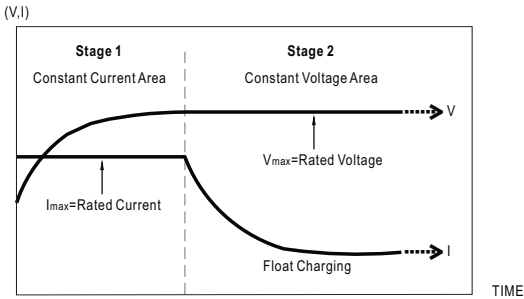 (V,I)
Stage 1
Stage 2
Constant Current Area
Constant Voltage Area
V
Vmax=Rated Voltage
Imax=Rated Current
I
Float Charging
TIME